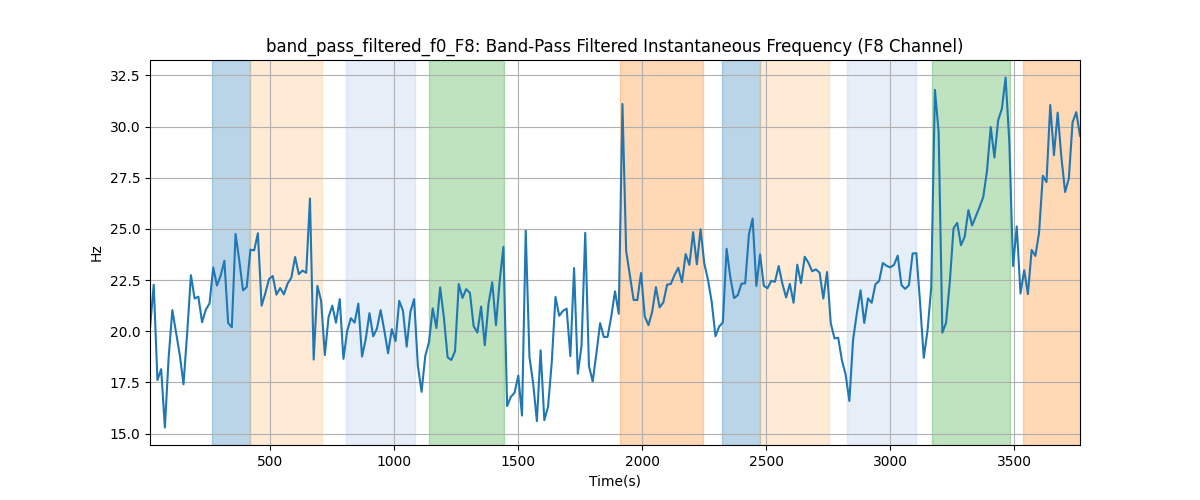 band_pass_filtered_f0_F8: Band-Pass Filtered Instantaneous Frequency (F8 Channel)
32.5
30.0
27.5
25.0
22.5
20.0
17.5
15.0
Hz
500 1000 1500 2000 2500 3000 3500
Time(s)